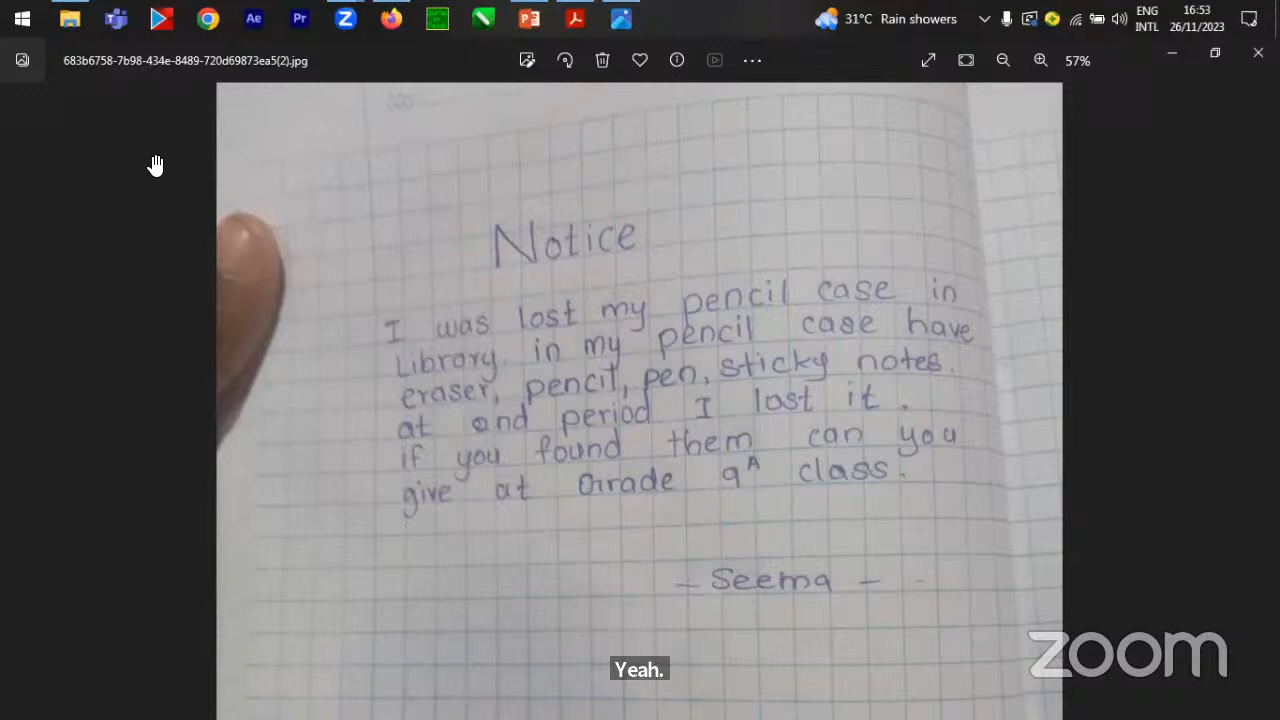 31°C Rain showers
ENG
INTL
16:53
26/11/2023
683b6758-7b98-434e-8489-720d69873ea5(2).jpg
57%
No
Notice
I was lost my pencil case in
Library. in my pencil case have
eraser, pencil, pen, sticky notes.
at and period I lost it.
if you found them can you
give at Grade 9A class.
- Seema -
Yeah.
zoom